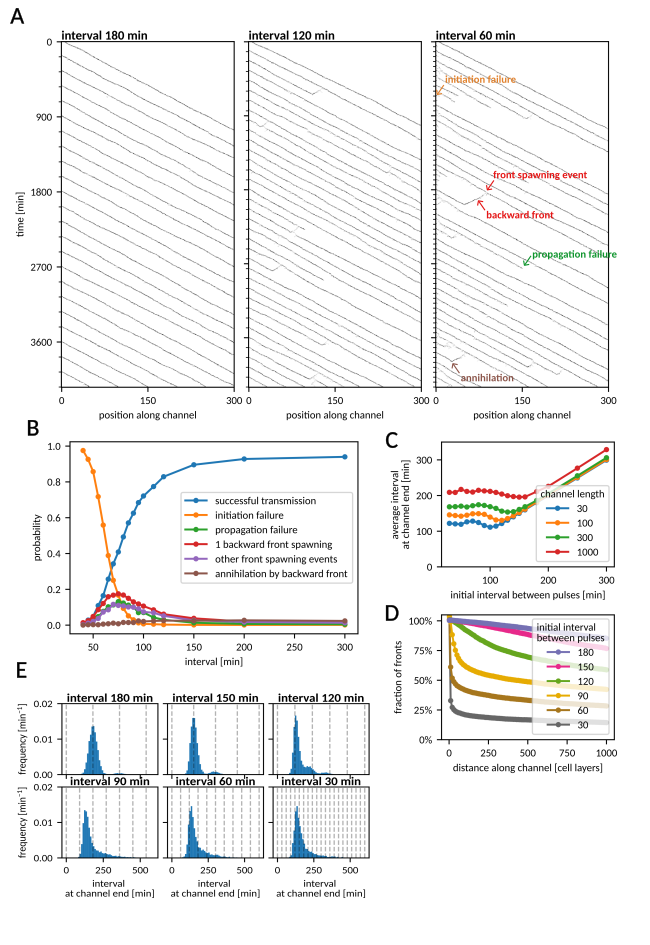 A
interval 180 min
interval 120 min
interval 60 min
0
900
1800
2700
3600
time [min]
initiation failure
front spawning event
backward front
propagation failure
annihilation
0
150
300
0
150
300
0
150
300
position along channel
position along channel
position along channel
B
1.0
0.8
0.6
0.4
0.2
0.0
probability
successful transmission
initiation failure
propagation failure
1 backward front spawning
other front spawning events
annihilation by backward front
50
100
150
200
250
300
interval [min]
C
300
200
100
0
average interval
at channel end [min]
channel length
30
100
300
1000
100
200
300
initial interval between pulses [min]
D
100%
75%
50%
25%
0%
fraction of fronts
initial interval
between pulses
180
150
120
90
60
30
0
250
500
750
1000
distance along channel [cell layers]
E
interval 180 min
interval 150 min
interval 120 min
0.02
0.01
0.00
frequency [min⁻¹]
interval 90 min
interval 60 min
interval 30 min
0.02
0.01
0.00
frequency [min⁻¹]
0
250
500
0
250
500
0
250
500
interval
at channel end [min]
interval
at channel end [min]
interval
at channel end [min]